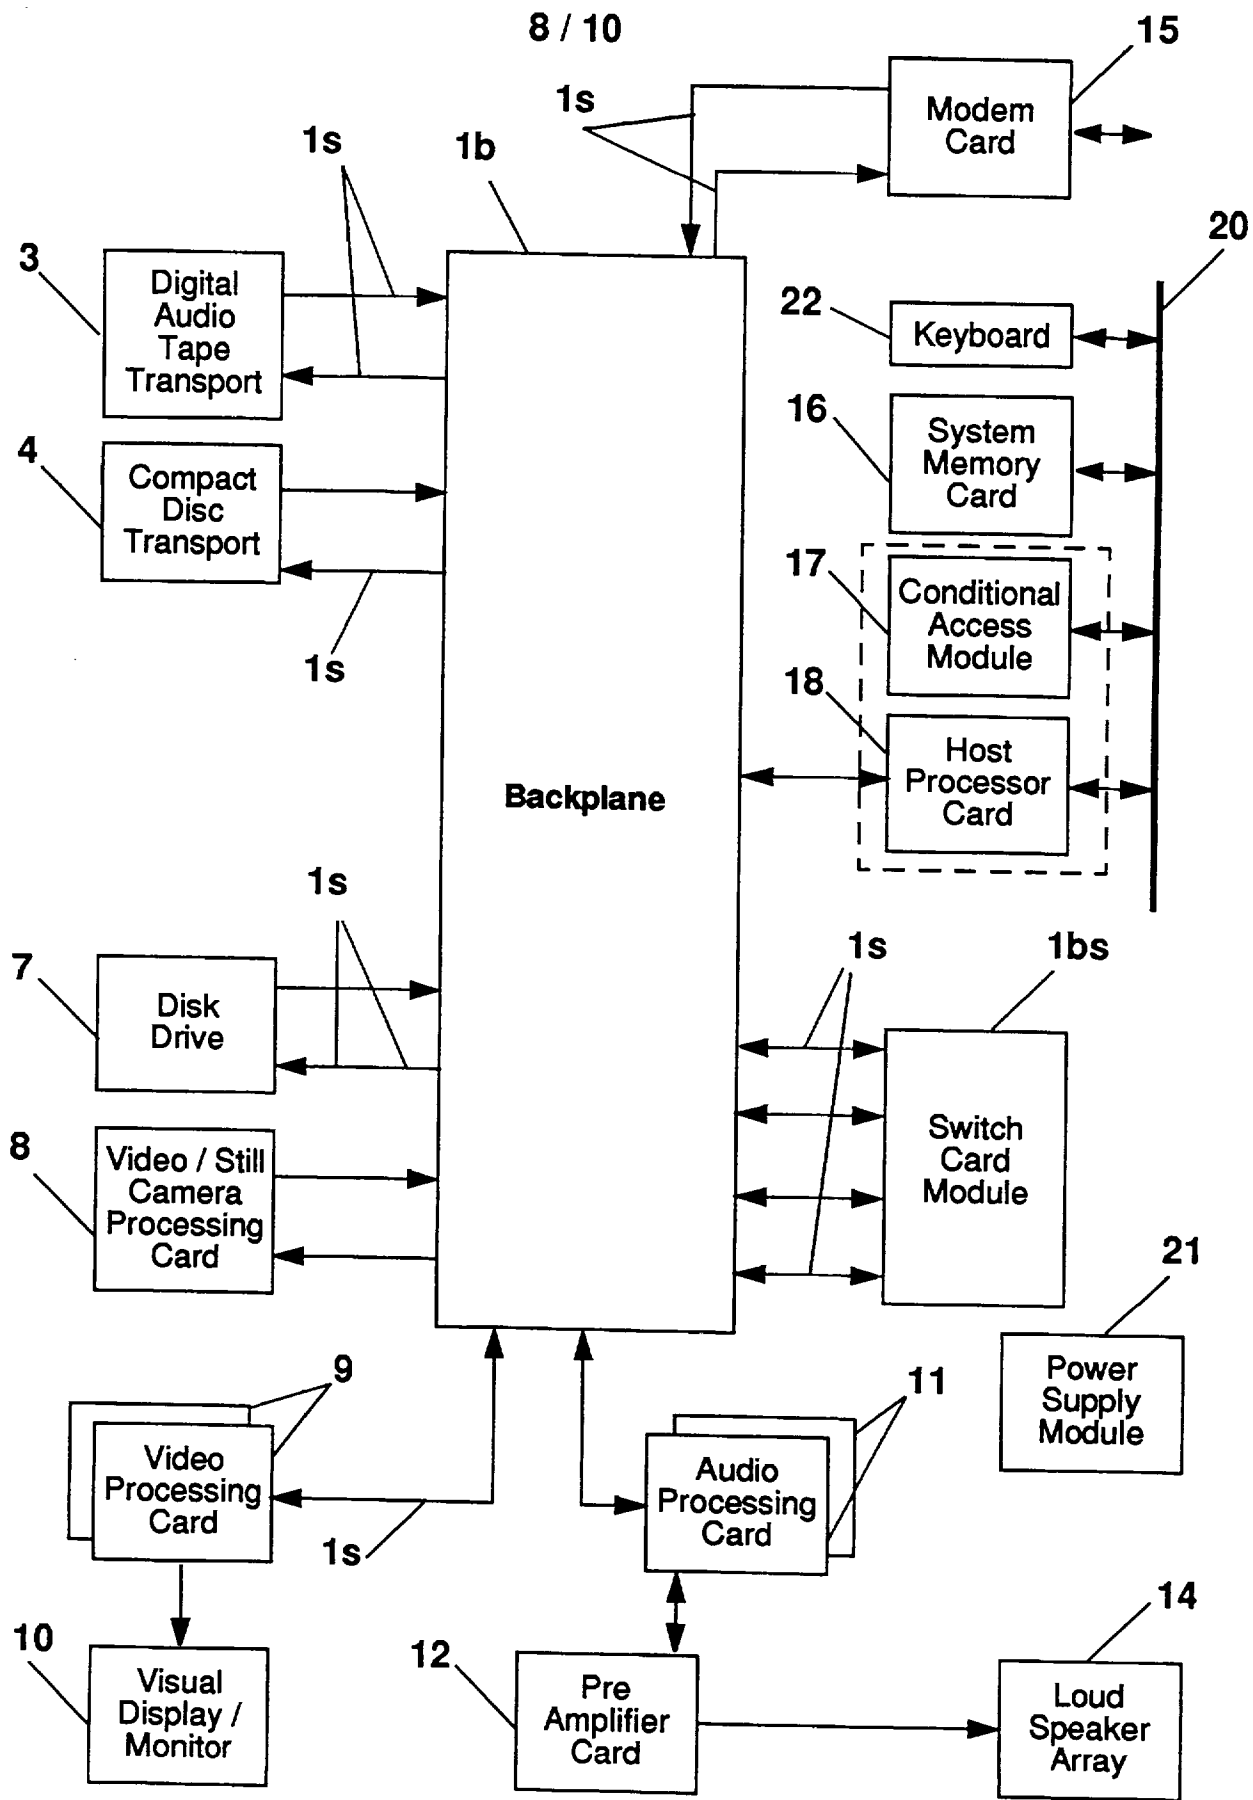 8 / 10
15
1s
Modem
Card
1s
1b
20
3
Digital
Audio
Tape
Transport
22
Keyboard
16
System
Memory
Card
4
Compact
Disc
Transport
17
Conditional
Access
Module
1s
18
Host
Processor
Card
Backplane
1s
1s
1bs
7
Disk
Drive
8
Video / Still
Camera
Processing
Card
Switch
Card
Module
21
Power
Supply
Module
9
Video
Processing
Card
1s
11
Audio
Processing
Card
10
Visual
Display /
Monitor
12
Pre
Amplifier
Card
14
Loud
Speaker
Array